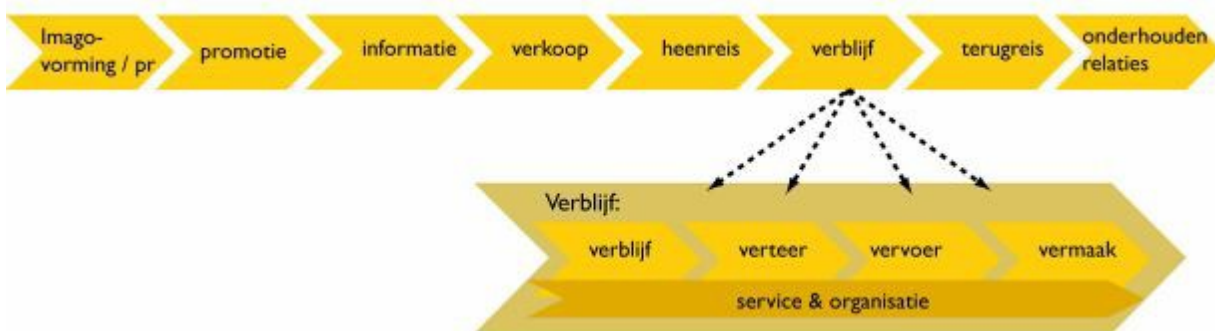 Imago-
vorming / pr
promotie
informatie
verkoop
heenreis
verblijf
terugreis
onderhouden
relaties
Verblijf:
verblijf
verteer
vervoer
vermaak
service & organisatie